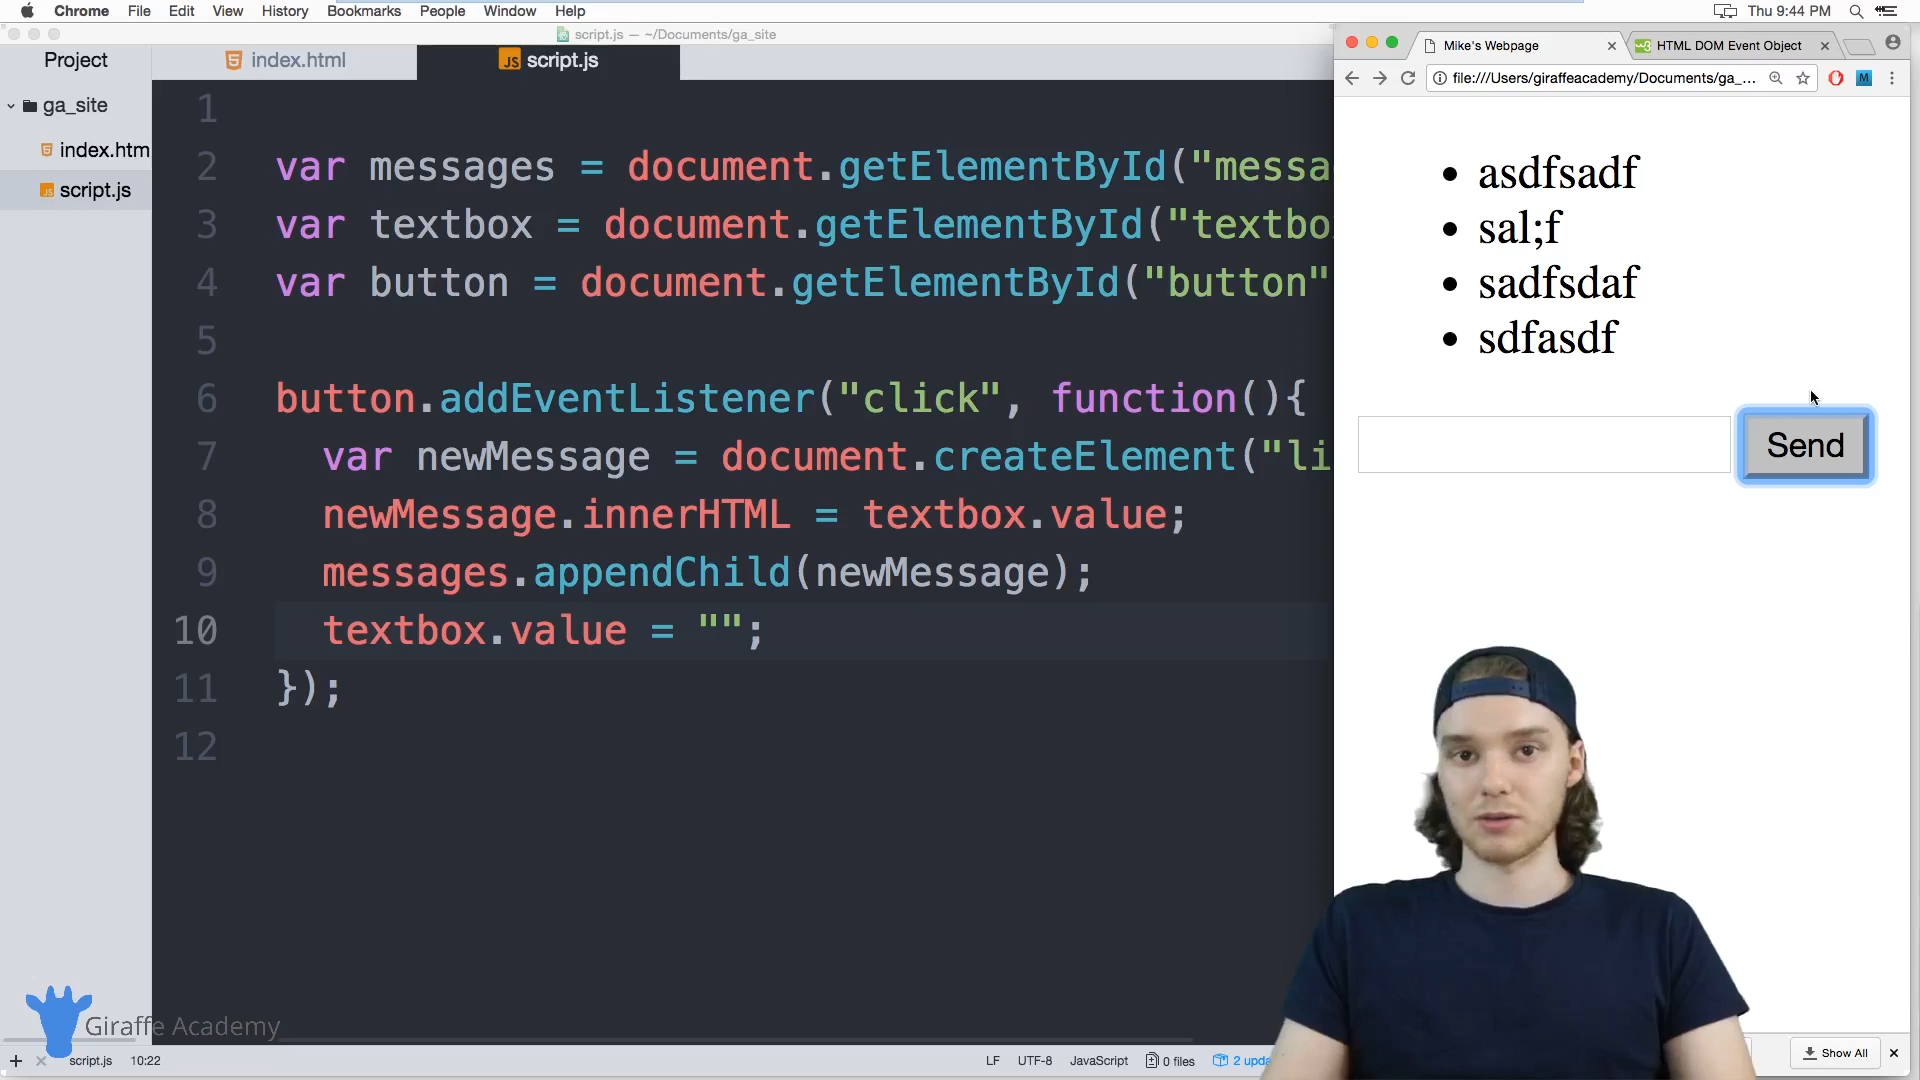 Chrome File Edit View History Bookmarks People Window Help Thu 9:44 PM
script.js — ~/Documents/ga_site
Project
index.html
script.js
ga_site
index.htm
script.js
1
2 var messages = document.getElementById("messa
3 var textbox = document.getElementById("textbo
4 var button = document.getElementById("button"
5
6 button.addEventListener("click", function(){
7 var newMessage = document.createElement("li
8 newMessage.innerHTML = textbox.value;
9 messages.appendChild(newMessage);
10 textbox.value = "";
11 });
12
Mike's Webpage
HTML DOM Event Object
file:///Users/giraffeacademy/Documents/ga_...
• asdfsadf
• sal;f
• sadfsdaf
• sdfasdf
Send
Giraffe Academy
script.js 10:22 LF UTF-8 JavaScript 0 files 2 upda
Show All